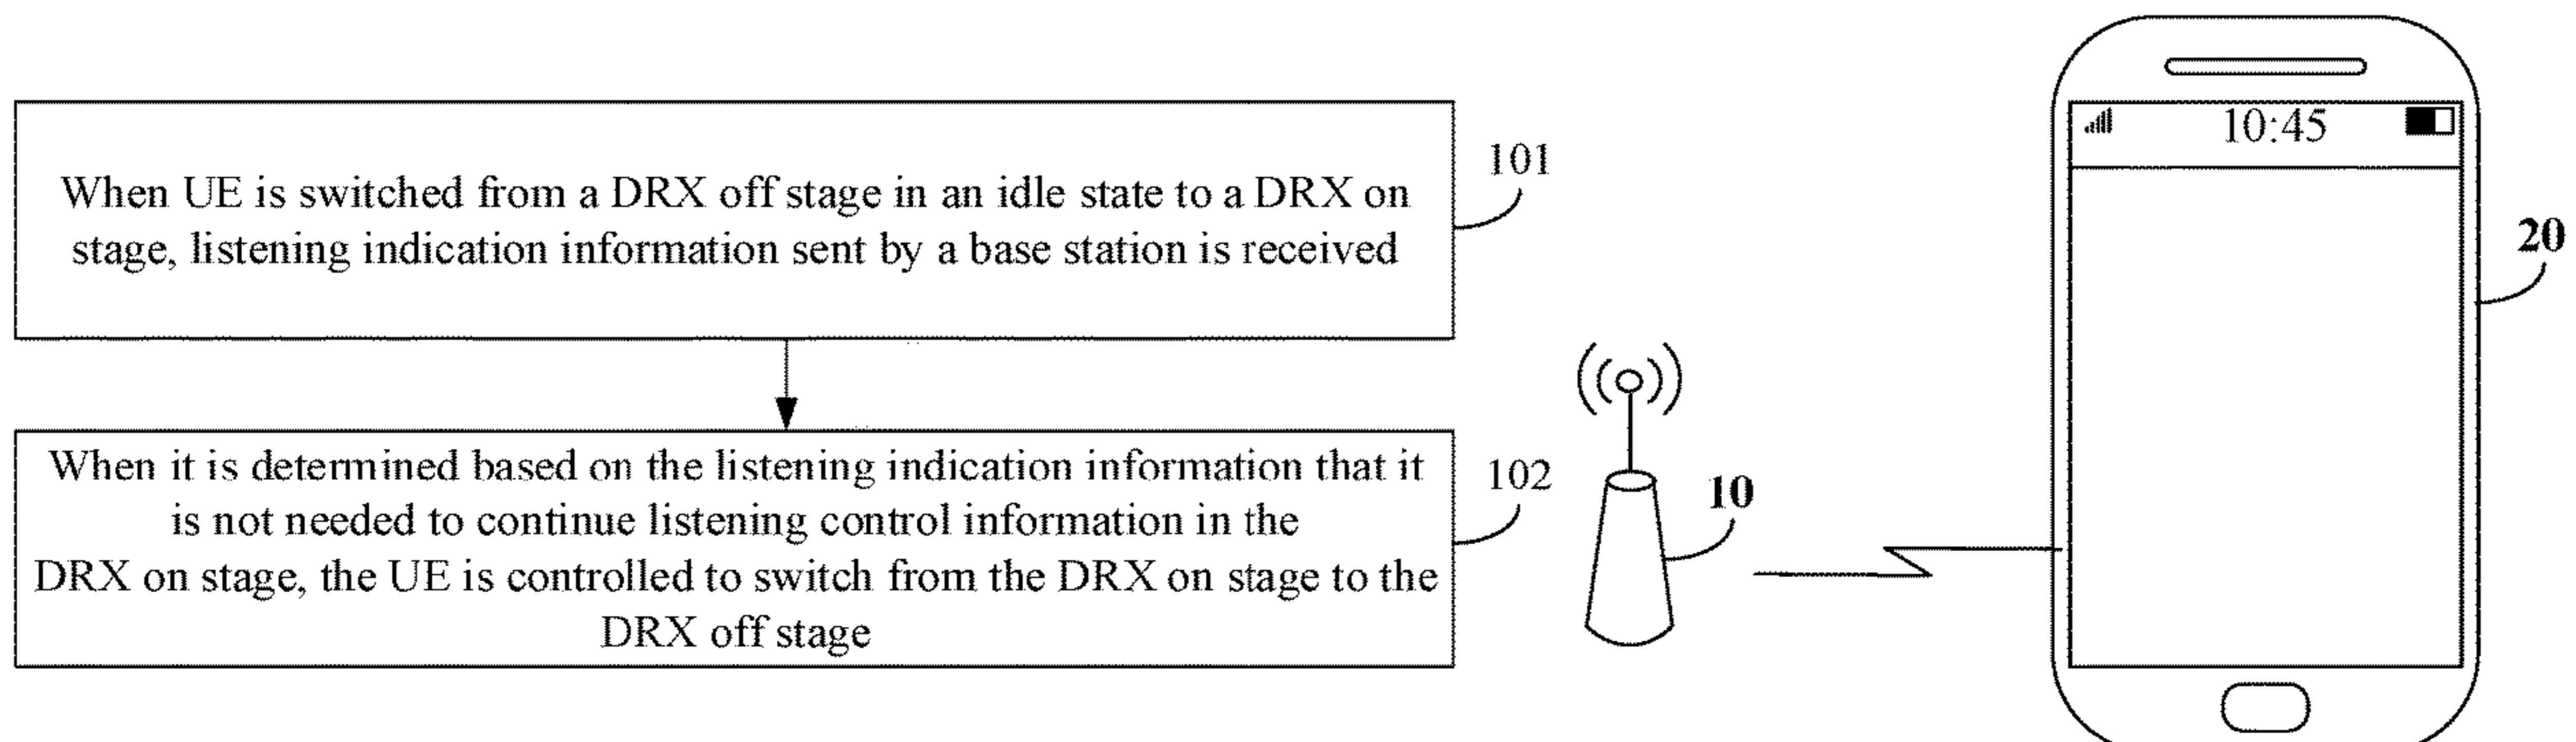 When UE is switched from a DRX off stage in an idle state to a DRX on
stage, listening indication information sent by a base station is received
101
When it is determined based on the listening indication information that it
is not needed to continue listening control information in the
DRX on stage, the UE is controlled to switch from the DRX on stage to the
DRX off stage
102
10
10:45
20